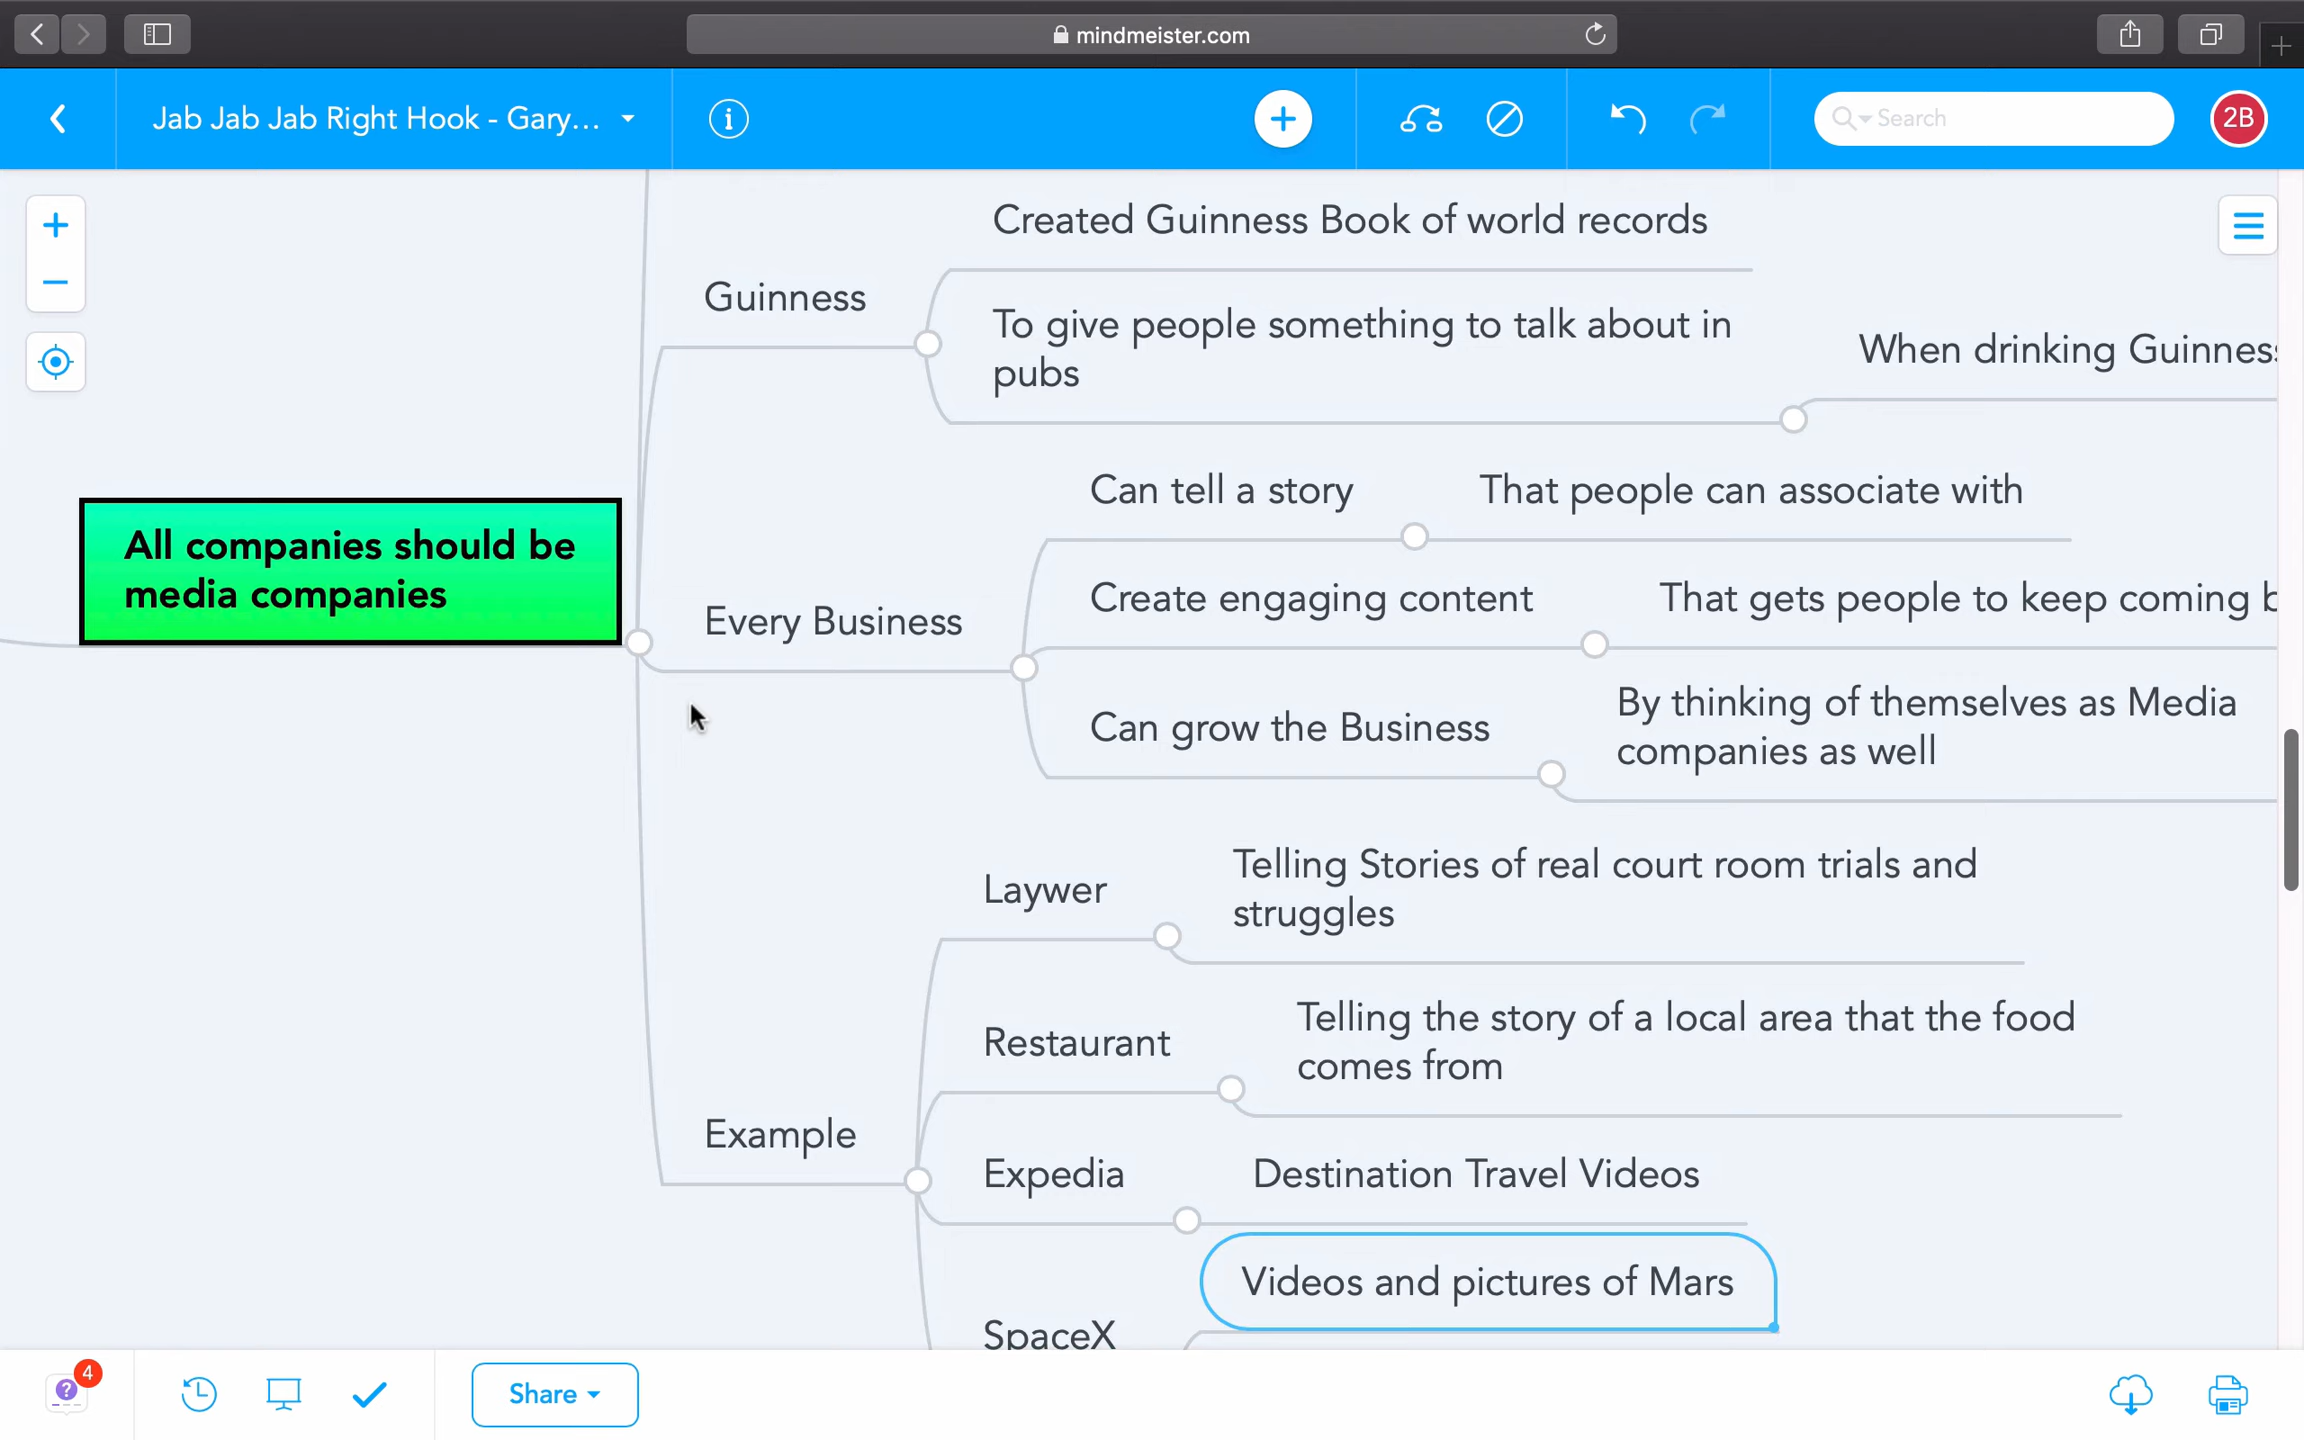 mindmeister.com
Jab Jab Jab Right Hook - Gary...
Search
2B
Created Guinness Book of world records
Guinness
To give people something to talk about in
pubs
When drinking Guinness
Can tell a story
That people can associate with
All companies should be
media companies
Create engaging content
That gets people to keep coming b
Every Business
Can grow the Business
By thinking of themselves as Media
companies as well
Laywer
Telling Stories of real court room trials and
struggles
Restaurant
Telling the story of a local area that the food
comes from
Example
Expedia
Destination Travel Videos
Videos and pictures of Mars
SpaceX
4
Share